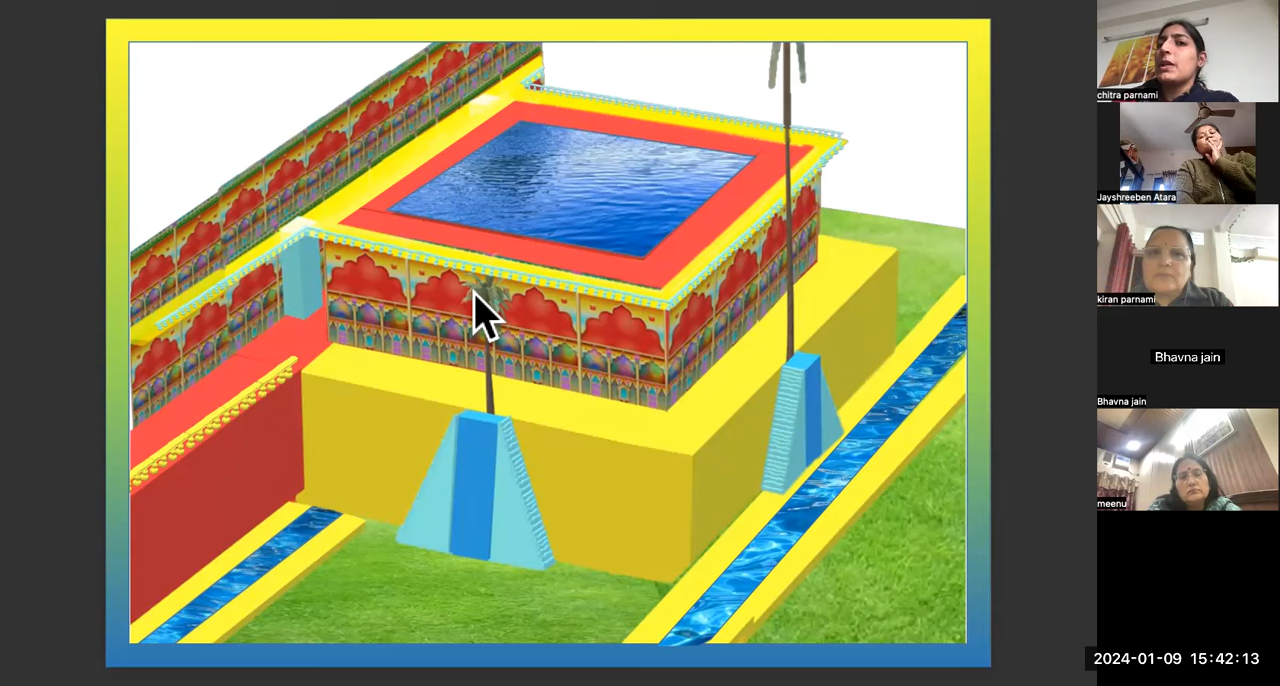 chitra parnami
Jayshreeben Atara
kiran parnami
Bhavna jain
Bhavna jain
meenu
2024-01-09 15:42:13